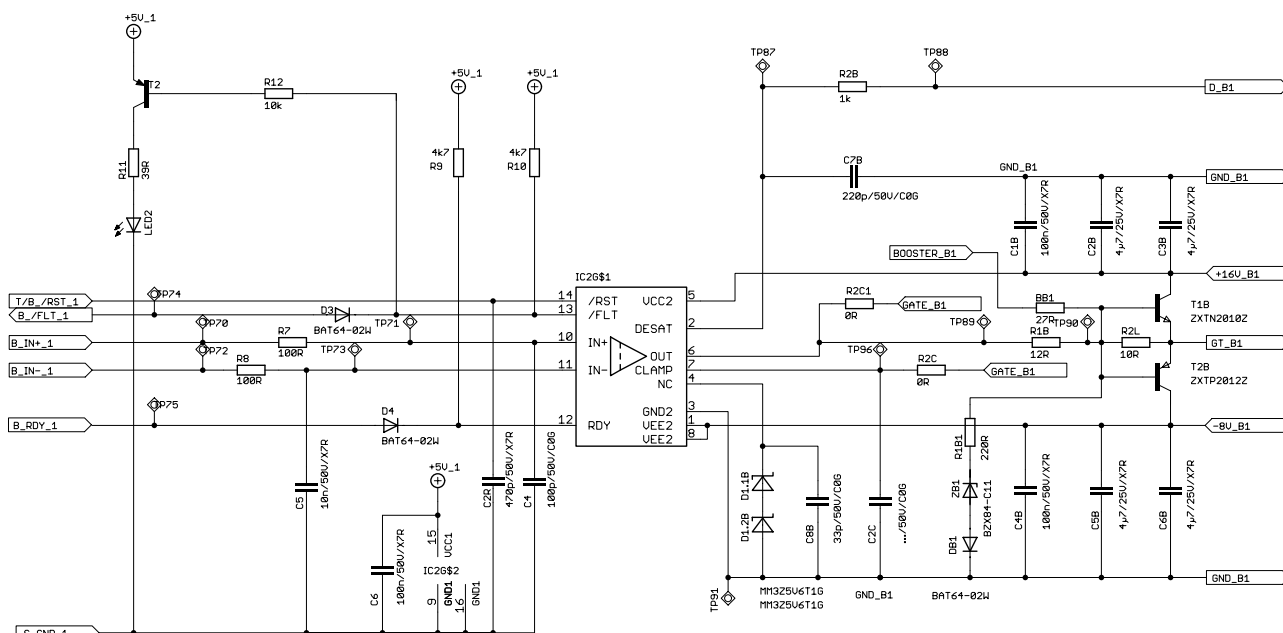 +5V_1
T2
R12
10k
R11
39R
LED2
+5V_1
+5V_1
4k7
R9
4k7
R10
TP87
TP88
R2B
1k
D_B1
C7B
220p/50V/C0G
GND_B1
GND_B1
C1B
100n/50V/X7R
C2B
4µ7/25V/X7R
C3B
4µ7/25V/X7R
BOOSTER_B1
+16V_B1
IC2G$1
T/B_/RST_1
TP74
14
/RST
VCC2
5
B_/FLT_1
D3
BAT64-02W
13
/FLT
DESAT
2
TP70
TP71
B_IN+_1
R7
100R
10
IN+
OUT
6
TP72
TP73
B_IN-_1
R8
100R
11
IN-
CLAMP
7
NC
4
TP75
B_RDY_1
D4
BAT64-02W
12
RDY
GND2
3
VEE2
1
VEE2
8
R2C1
0R
GATE_B1
BB1
27R
TP89
TP90
R1B
12R
R2L
10R
T1B
ZXTN2010Z
GT_B1
TP96
R2C
0R
GATE_B1
T2B
ZXTP2012Z
-8V_B1
R1B1
220R
ZB1
BZX84-C11
DB1
BAT64-02W
C4B
100n/50V/X7R
C5B
4µ7/25V/X7R
C6B
4µ7/25V/X7R
GND_B1
D1.1B
D1.2B
MM3Z5V6T1G
MM3Z5V6T1G
C8B
33p/50V/C0G
C2C
.../50V/C0G
GND_B1
TP91
C5
10n/50V/X7R
C2R
470p/50V/X7R
C4
100p/50V/C0G
+5V_1
15
VCC1
IC2G$2
C6
100n/50V/X7R
9
GND1
16
GND1